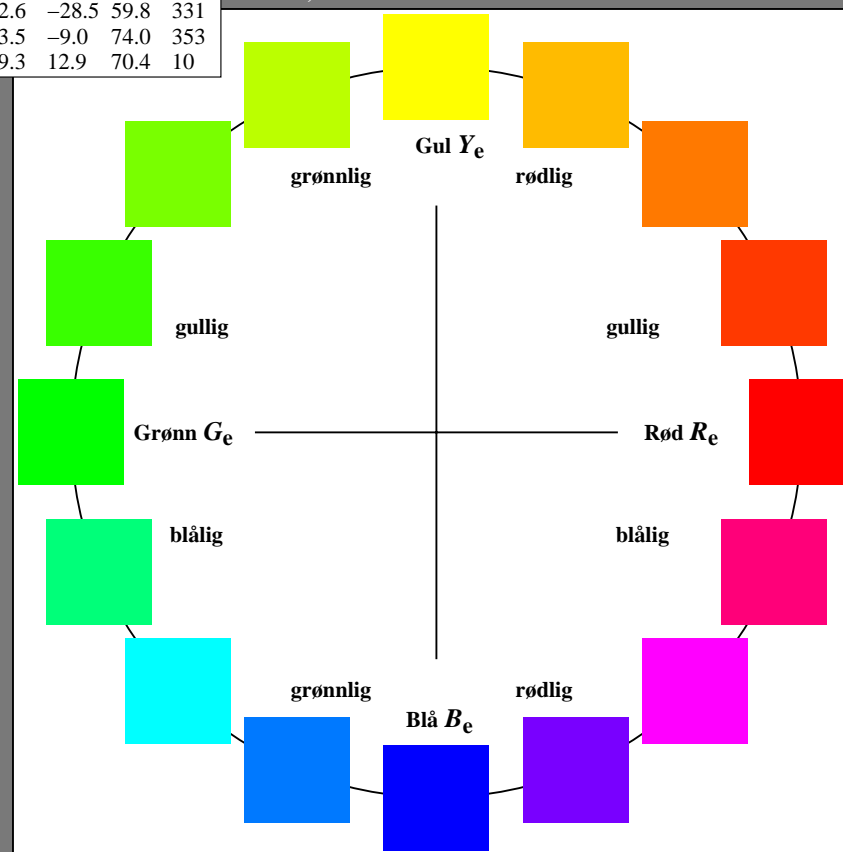 2.6 −28.5 59.8 331
3.5 −9.0 74.0 353
9.3 12.9 70.4 10
Gul Ye
grønnlig rødlig
gullig gullig
Grønn Ge Rød Re
blålig blålig
grønnlig rødlig
Blå Be